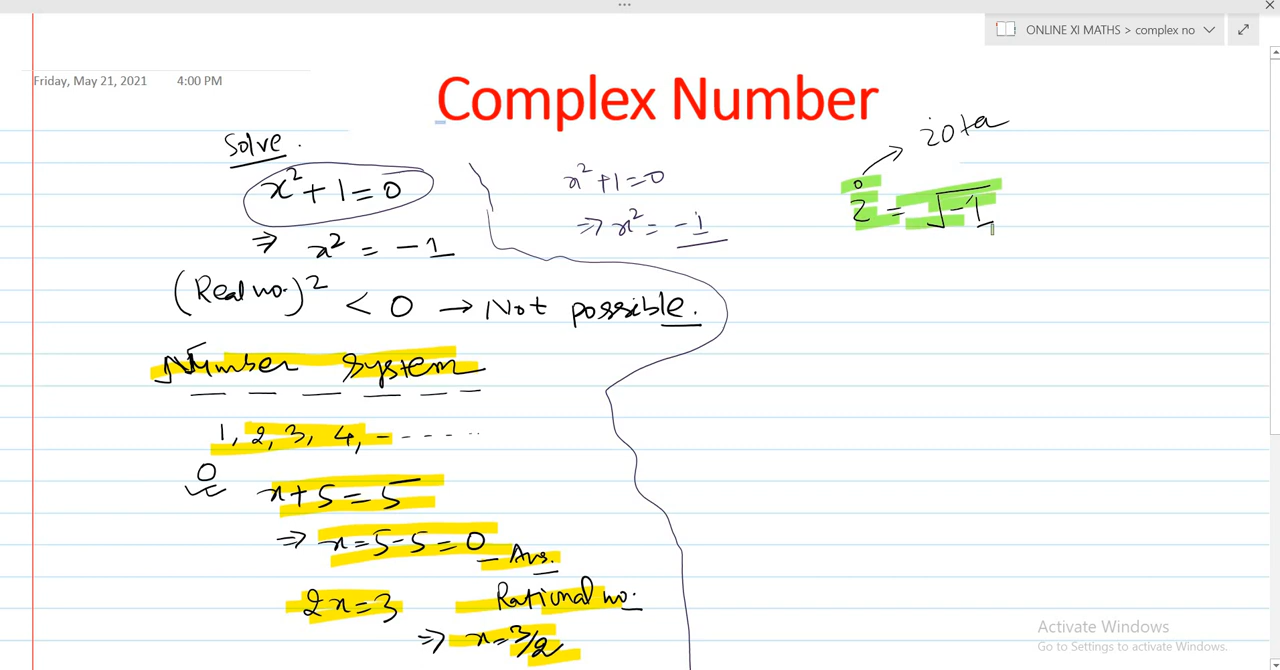 ONLINE XI MATHS > complex no
Friday, May 21, 2021 4:00 PM
Complex Number
Solve.
x² + 1 = 0
⇒ x² = -1
(Real no.)² < 0 → Not possible.
Number System
1, 2, 3, 4, - - - - - -
0
x + 5 = 5
⇒ x = 5 - 5 = 0 Ans.
2x = 3 Rational no.
⇒ x = 3/2
x² + 1 = 0
⇒ x² = -1
→ iota
i = √-1
Activate Windows
Go to Settings to activate Windows.